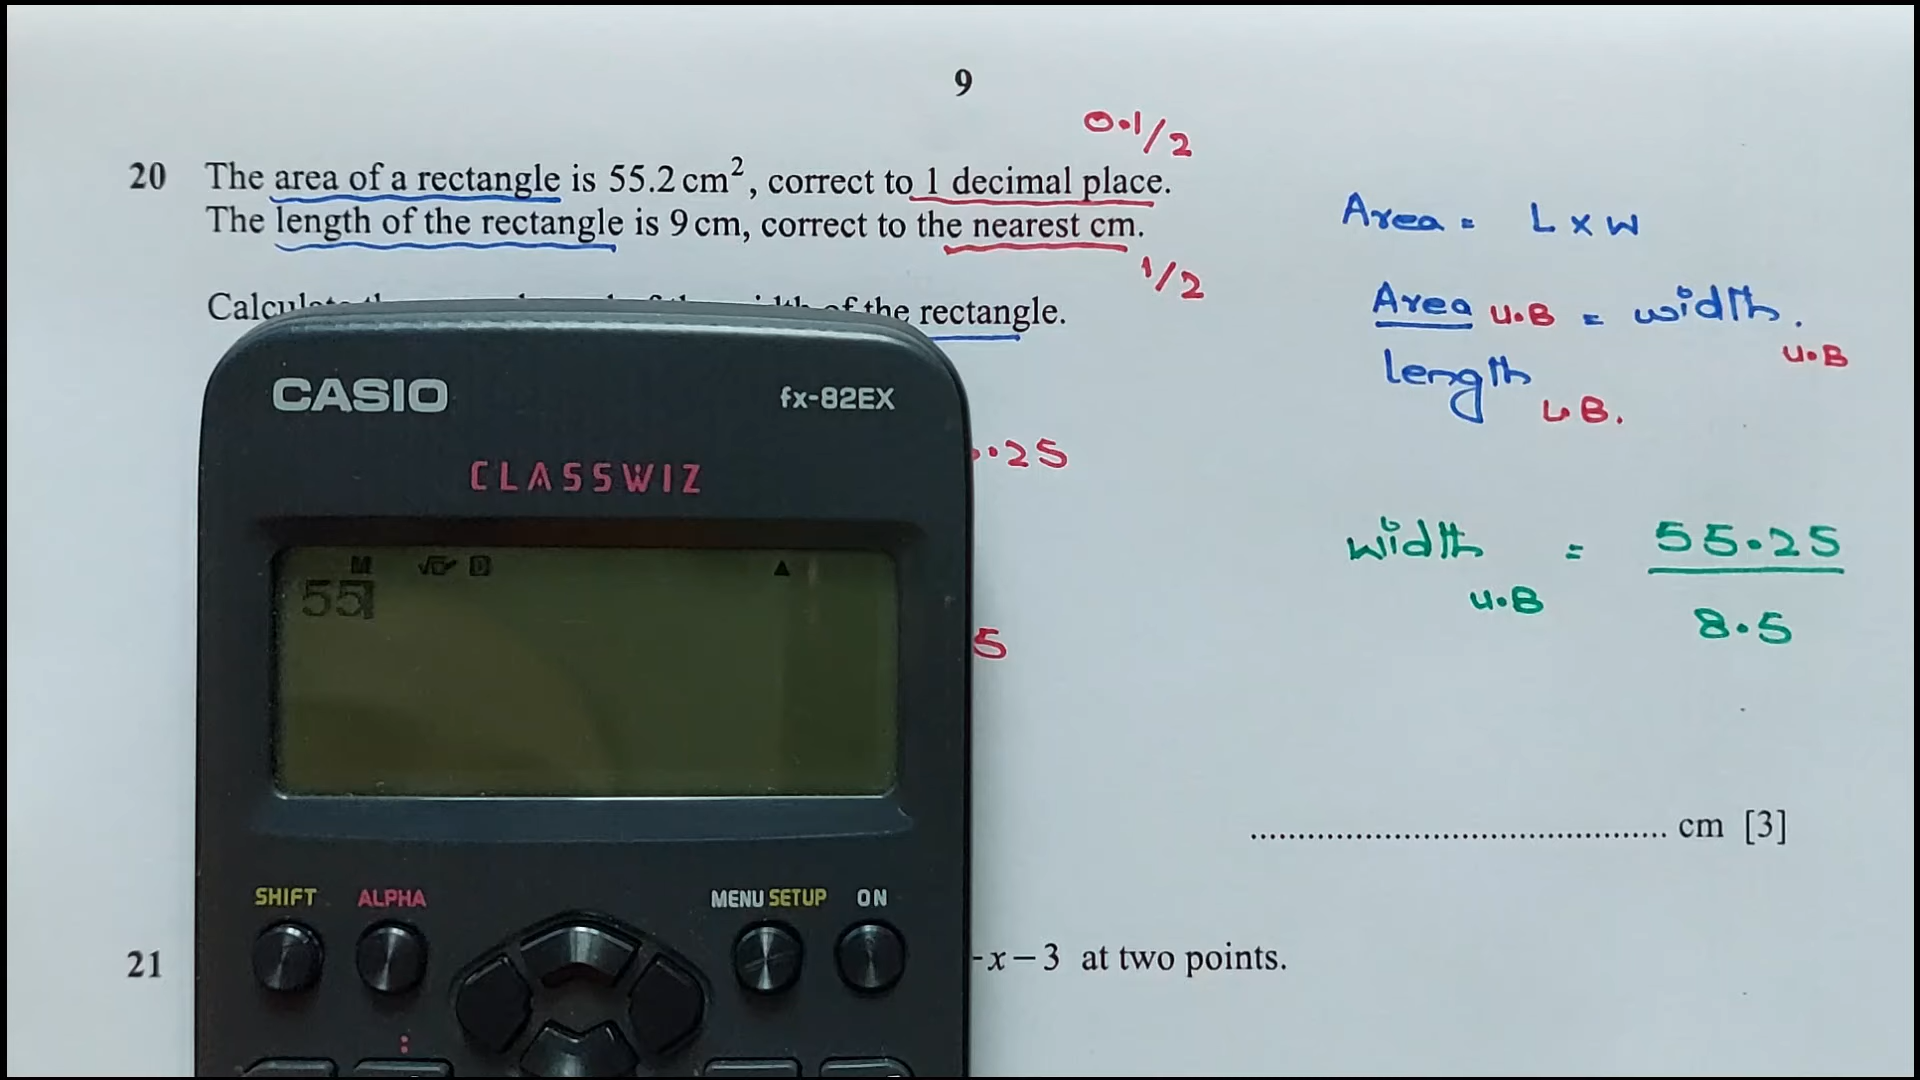 9
0.1/2
20 The area of a rectangle is 55.2 cm², correct to 1 decimal place.
The length of the rectangle is 9 cm, correct to the nearest cm.
1/2
of the rectangle.
Area = L x W
Area U.B = width.
U.B
length
L.B.
CASIO fx-82EX
CLASSWIZ
.25
width = 55.25
U.B
8.5
M √ D ▲
55
5
cm [3]
SHIFT ALPHA MENU SETUP ON
21 x – 3 at two points.
: